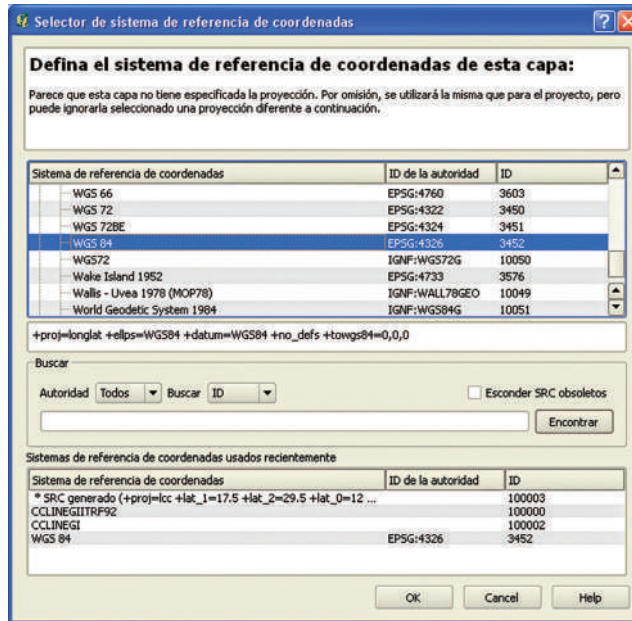 Selector de sistema de referencia de coordenadas
Defina el sistema de referencia de coordenadas de esta capa:
Parece que esta capa no tiene especificada la proyección. Por omisión, se utilizará la misma que para el proyecto, pero
puede ignorarla seleccionado una proyección diferente a continuación.
Sistema de referencia de coordenadas ID de la autoridad ID
WGS 66 EPSG:4760 3603
WGS 72 EPSG:4322 3450
WGS 72BE EPSG:4324 3451
WGS 84 EPSG:4326 3452
WGS72 IGNF:WGS72G 10050
Wake Island 1952 EPSG:4733 3576
Wallis - Uvea 1978 (MOP78) IGNF:WALL78GEO 10049
World Geodetic System 1984 IGNF:WGS84G 10051
+proj=longlat +ellps=WGS84 +datum=WGS84 +no_defs +towgs84=0,0,0
Buscar
Autoridad Todos Buscar ID Esconder SRC obsoletos
Encontrar
Sistemas de referencia de coordenadas usados recientemente
Sistema de referencia de coordenadas ID de la autoridad ID
* SRC generado (+proj=lcc +lat_1=17.5 +lat_2=29.5 +lat_0=12 ... 100003
CCLINEGIITRF92 100000
CCLINEGI 100002
WGS 84 EPSG:4326 3452
OK Cancel Help